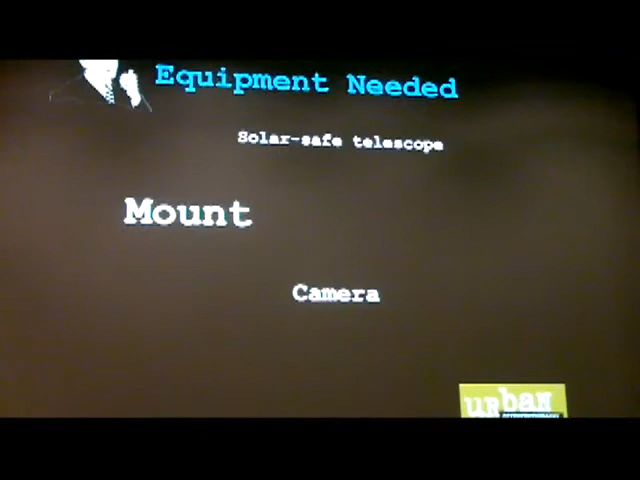 Equipment Needed
Solar-safe telescope
Mount
Camera
urban